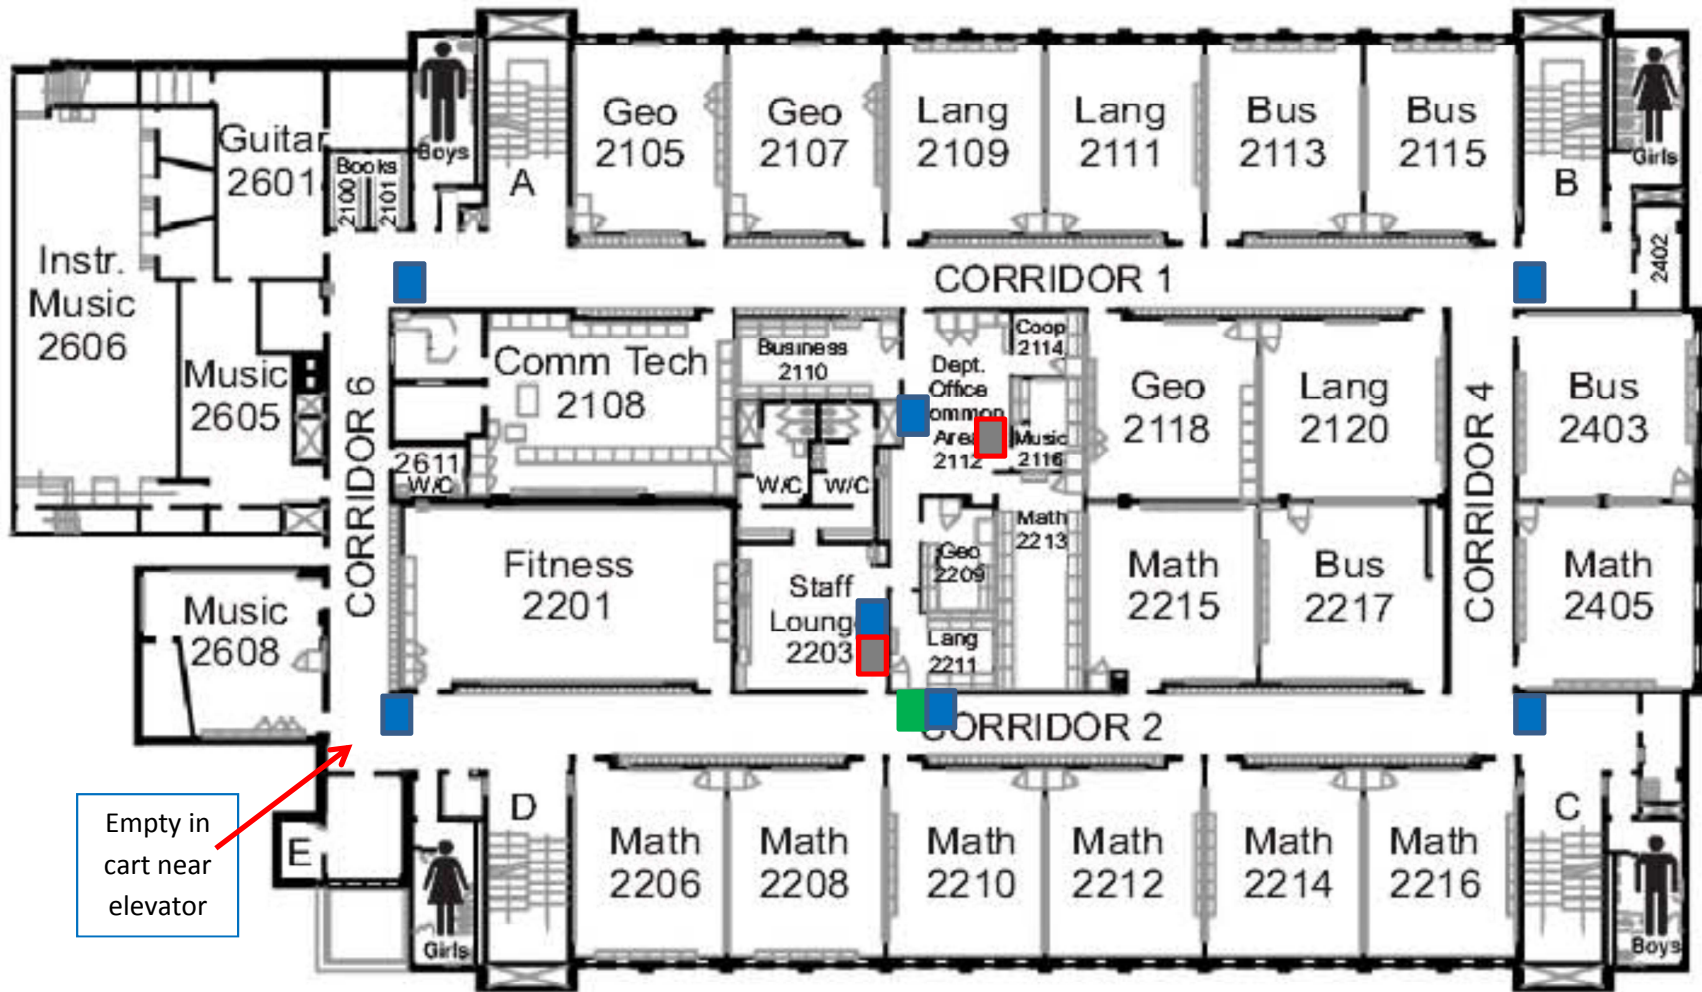 Boys
Guitar
2601
Books
2100
2101
A
Geo
2105
Geo
2107
Lang
2109
Lang
2111
Bus
2113
Bus
2115
B
Girls
2402
Instr.
Music
2606
CORRIDOR 1
Music
2605
CORRIDOR 6
Comm Tech
2108
2611
W/C
Business
2110
W/C
W/C
Dept.
Office
ommon
Area
2112
Coop
2114
Music
2116
Geo
2118
Lang
2120
CORRIDOR 4
Bus
2403
Music
2608
Fitness
2201
Staff
Loung
2203
Geo
2209
Lang
2211
Math
2213
Math
2215
Bus
2217
Math
2405
CORRIDOR 2
Empty in
cart near
elevator
E
Girls
D
Math
2206
Math
2208
Math
2210
Math
2212
Math
2214
Math
2216
C
Boys